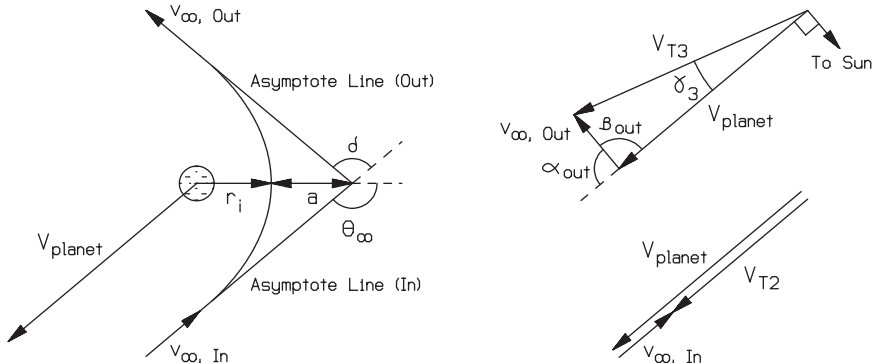 v∞, Out
Asymptote Line (Out)
δ
r_i
a
θ∞
V_planet
Asymptote Line (In)
v∞, In
V_T3
To Sun
γ_3
V_planet
v∞, Out
β_out
α_out
V_planet
V_T2
v∞, In